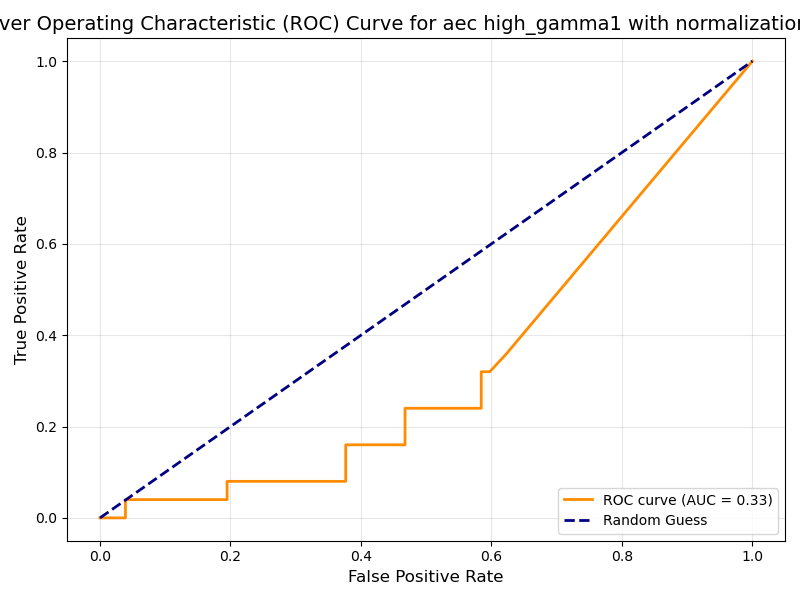 ver Operating Characteristic (ROC) Curve for aec high_gamma1 with normalization
True Positive Rate
1.0
0.8
0.6
0.4
0.2
0.0
ROC curve (AUC = 0.33)
Random Guess
0.0 0.2 0.4 0.6 0.8 1.0
False Positive Rate